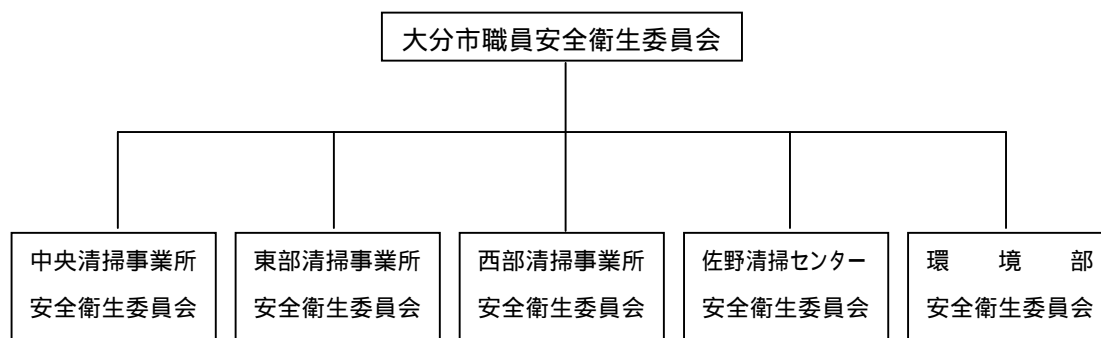 大分市職員安全衛生委員会
中央清掃事業所
安全衛生委員会
東部清掃事業所
安全衛生委員会
西部清掃事業所
安全衛生委員会
佐野清掃センター
安全衛生委員会
環　境　部
安全衛生委員会